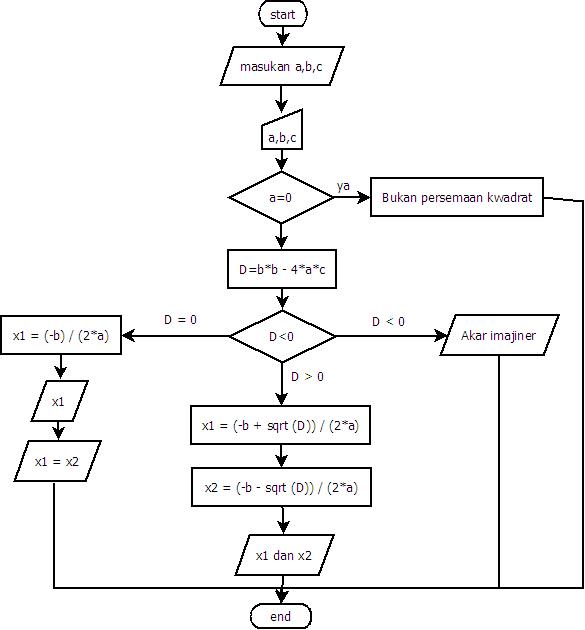 start
masukan a,b,c
a,b,c
a=0
ya
Bukan persemaan kwadrat
D=b*b - 4*a*c
D = 0
D<0
D < 0
x1 = (-b) / (2*a)
Akar imajiner
D > 0
x1
x1 = (-b + sqrt (D)) / (2*a)
x1 = x2
x2 = (-b - sqrt (D)) / (2*a)
x1 dan x2
end